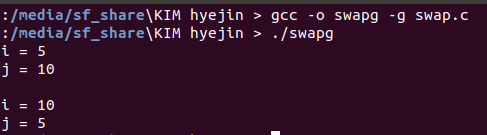 :/media/sf_share\KIM hyejin > gcc -o swapg -g swap.c
:/media/sf_share\KIM hyejin > ./swapg
i = 5
j = 10
i = 10
j = 5